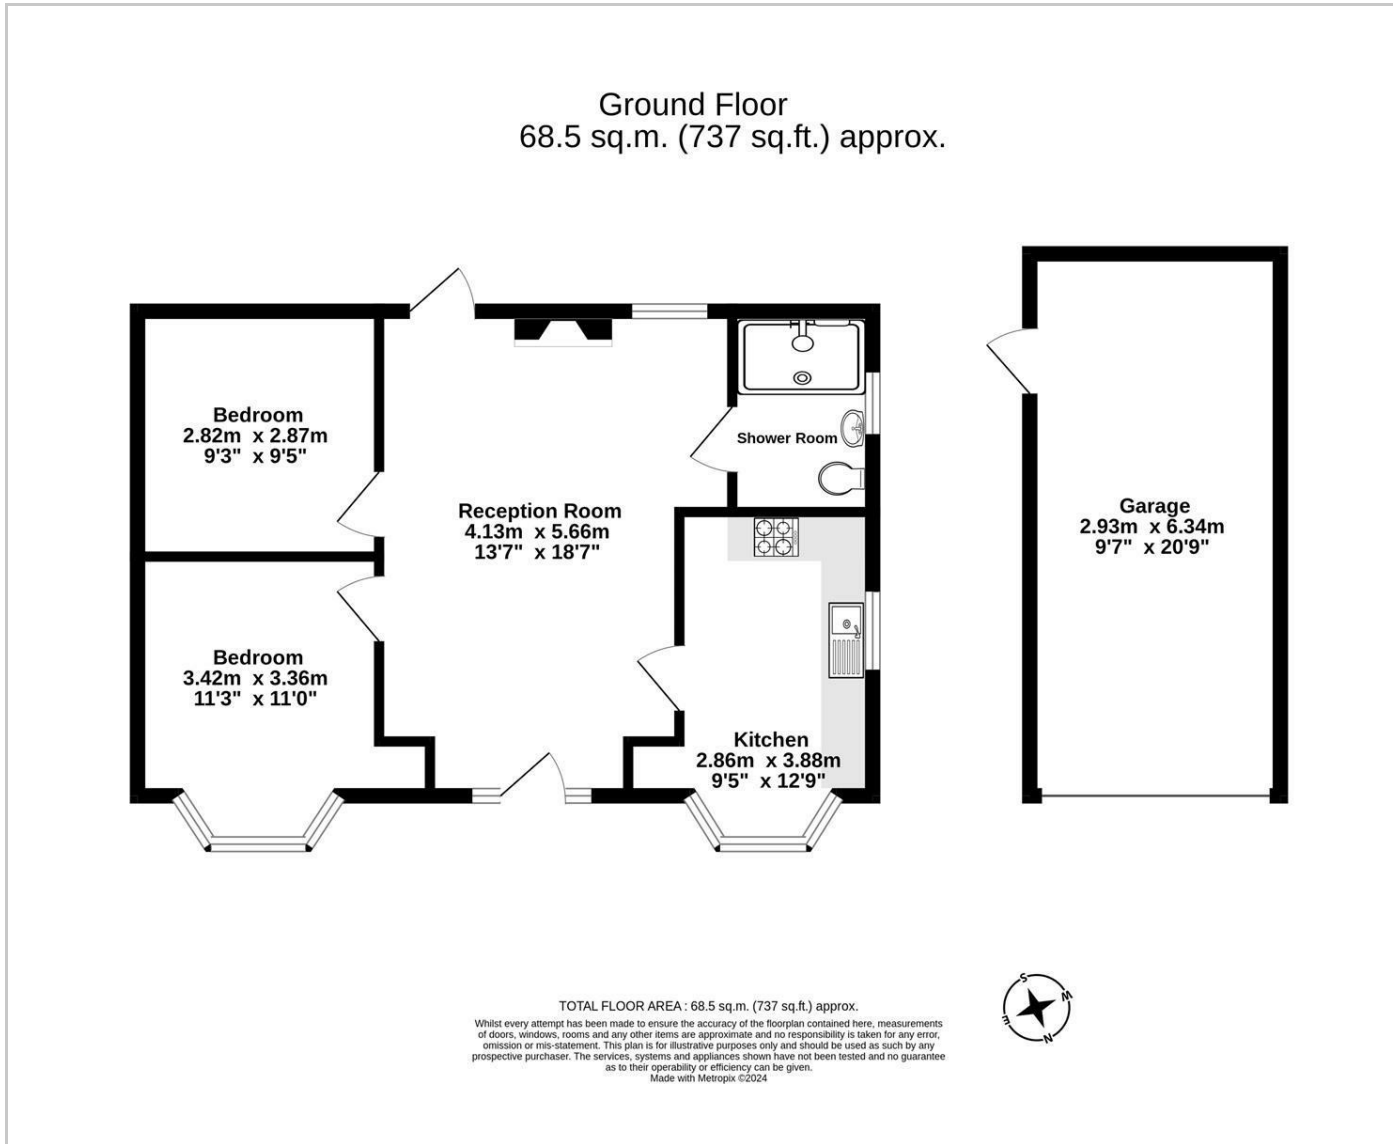 Ground Floor
68.5 sq.m. (737 sq.ft.) approx.
Bedroom
2.82m x 2.87m
9'3" x 9'5"
Shower Room
Reception Room
4.13m x 5.66m
13'7" x 18'7"
Garage
2.93m x 6.34m
9'7" x 20'9"
Bedroom
3.42m x 3.36m
11'3" x 11'0"
Kitchen
2.86m x 3.88m
9'5" x 12'9"
S
W
E
N
TOTAL FLOOR AREA : 68.5 sq.m. (737 sq.ft.) approx.
Whilst every attempt has been made to ensure the accuracy of the floorplan contained here, measurements
of doors, windows, rooms and any other items are approximate and no responsibility is taken for any error,
omission or mis-statement. This plan is for illustrative purposes only and should be used as such by any
prospective purchaser. The services, systems and appliances shown have not been tested and no guarantee
as to their operability or efficiency can be given.
Made with Metropix ©2024